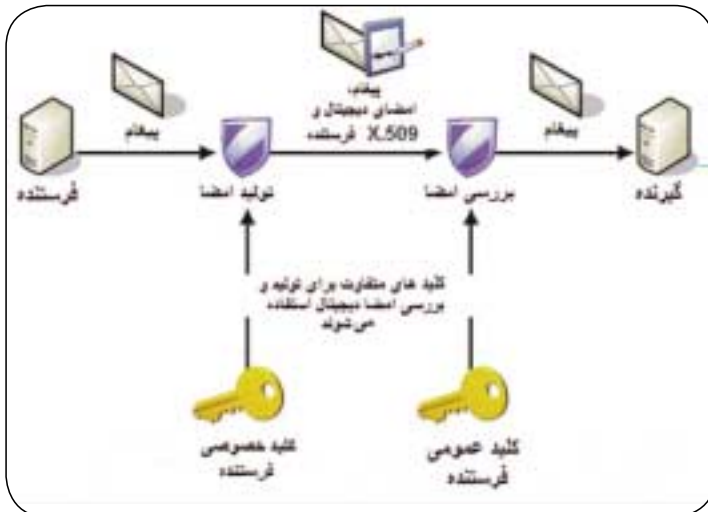 پیغام،
امضای دیجیتال و
X.509 فرستنده
پیغام
پیغام
فرستنده
تولید امضا
بررسی امضا
گیرنده
کلید های متفاوت برای تولید و
بررسی امضا دیجیتال استفاده
می شوند
کلید خصوصی
فرستنده
کلید عمومی
فرستنده